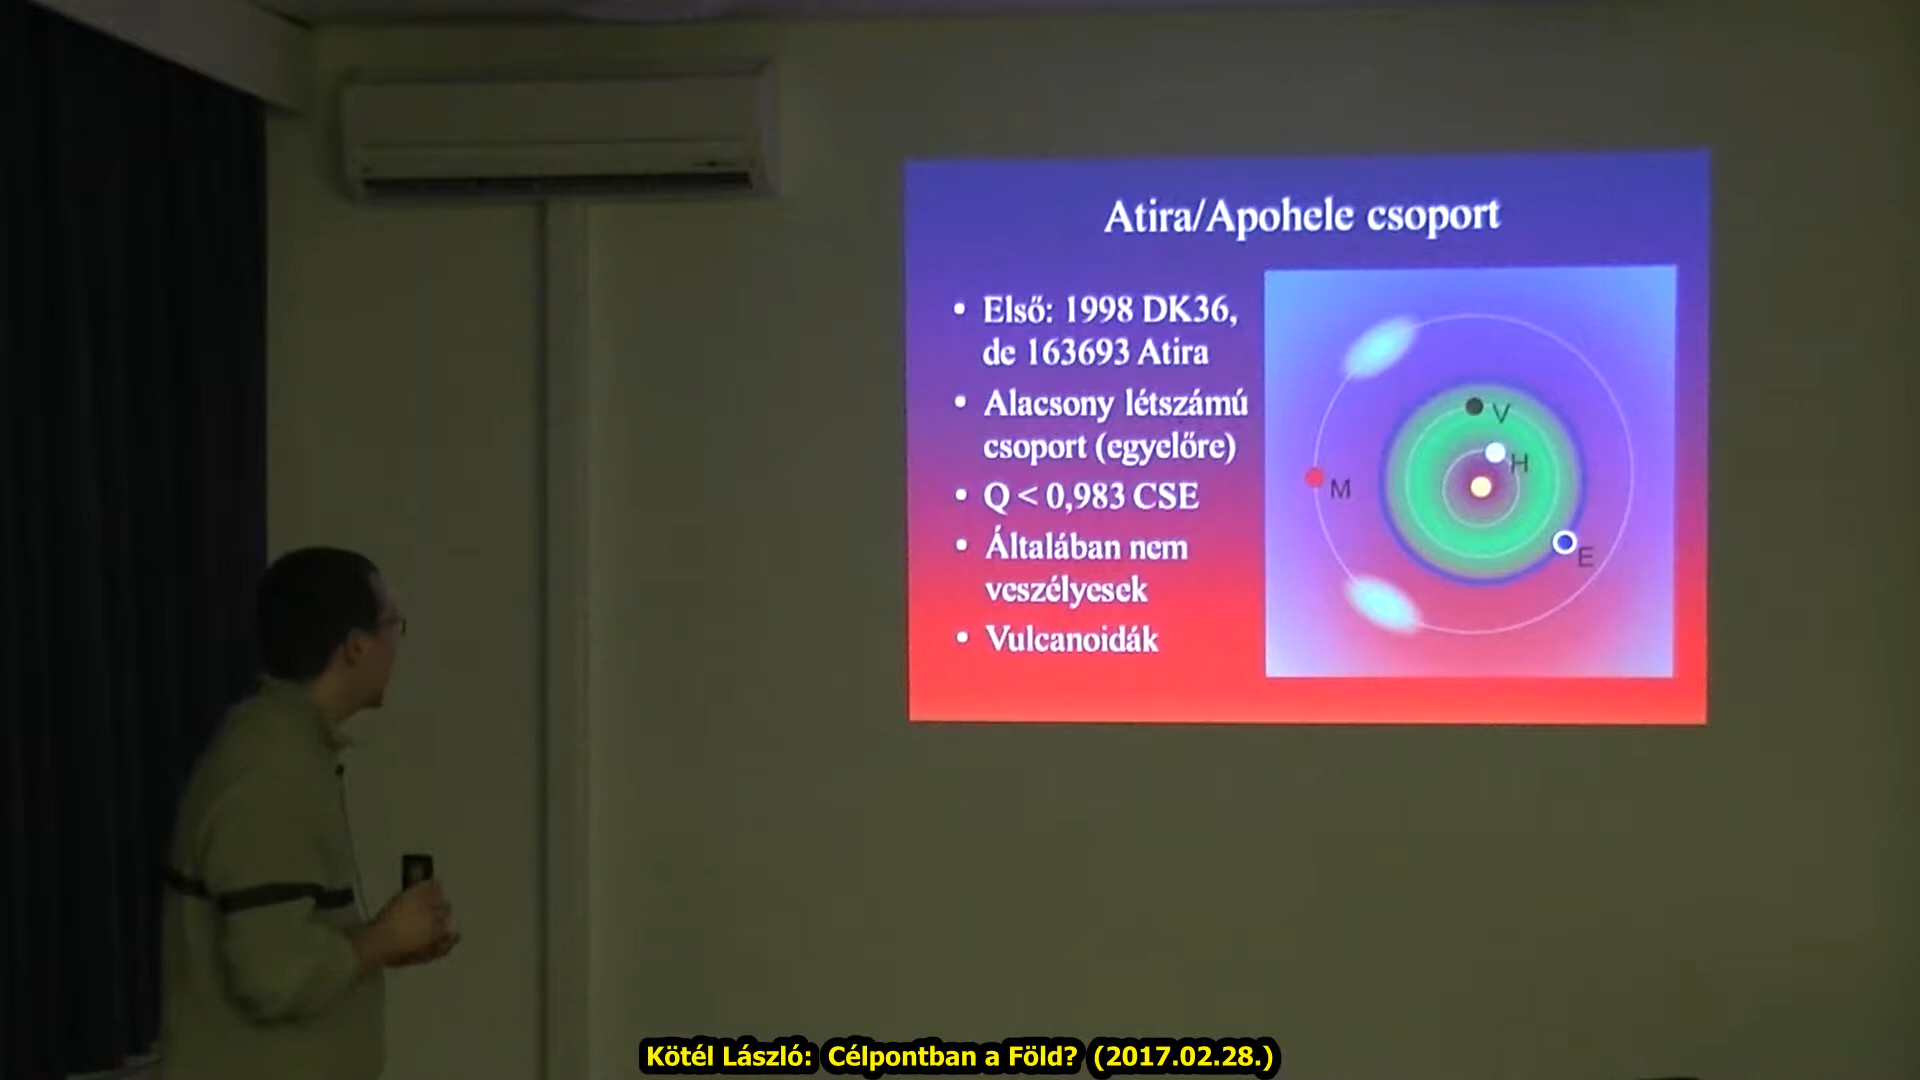 Atira/Apohele csoport
• Első: 1998 DK36,
de 163693 Atira
• Alacsony létszámú
csoport (egyelőre)
• Q < 0,983 CSE
• Általában nem
veszélyesek
• Vulcanoidák
V
H
M
E
Kötél László: Célpontban a Föld? (2017.02.28.)